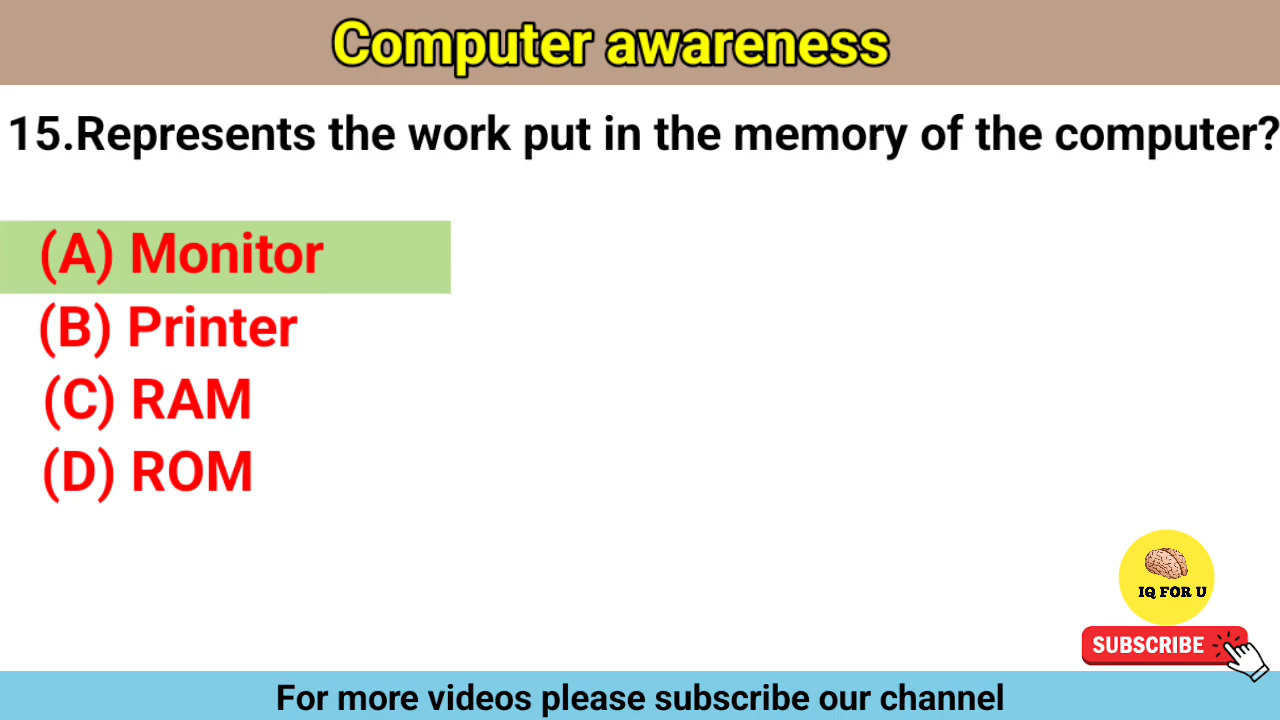 Computer awareness
15.Represents the work put in the memory of the computer?
(A) Monitor
(B) Printer
(C) RAM
(D) ROM
IQ FOR U
SUBSCRIBE
For more videos please subscribe our channel